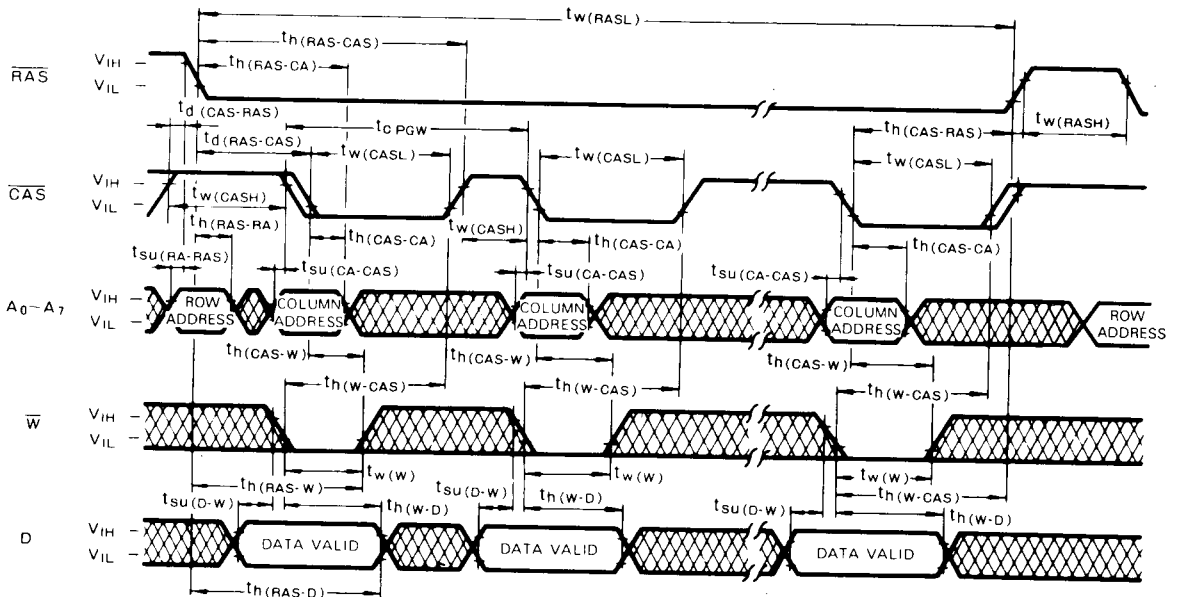 tw(RASL)
th(RAS-CAS)
th(RAS-CA)
RAS
VIH
VIL
td(CAS-RAS)
td(RAS-CAS)
tC PGW
th(CAS-RAS)
tw(RASH)
tw(CASL)
tw(CASL)
tw(CASL)
CAS
VIH
VIL
tw(CASH)
tw(CASH)
th(RAS-RA)
th(CAS-CA)
th(CAS-CA)
th(CAS-CA)
tsu(RA-RAS)
tsu(CA-CAS)
tsu(CA-CAS)
tsu(CA-CAS)
A0–A7
VIH
VIL
ROW ADDRESS
COLUMN ADDRESS
COLUMN ADDRESS
COLUMN ADDRESS
ROW ADDRESS
th(CAS-W)
th(CAS-W)
th(CAS-W)
th(W-CAS)
th(W-CAS)
th(W-CAS)
W
VIH
VIL
tw(W)
tw(W)
tw(W)
th(RAS-W)
th(W-CAS)
tsu(D-W)
th(W-D)
tsu(D-W)
th(W-D)
tsu(D-W)
th(W-D)
D
VIH
VIL
DATA VALID
DATA VALID
DATA VALID
th(RAS-D)